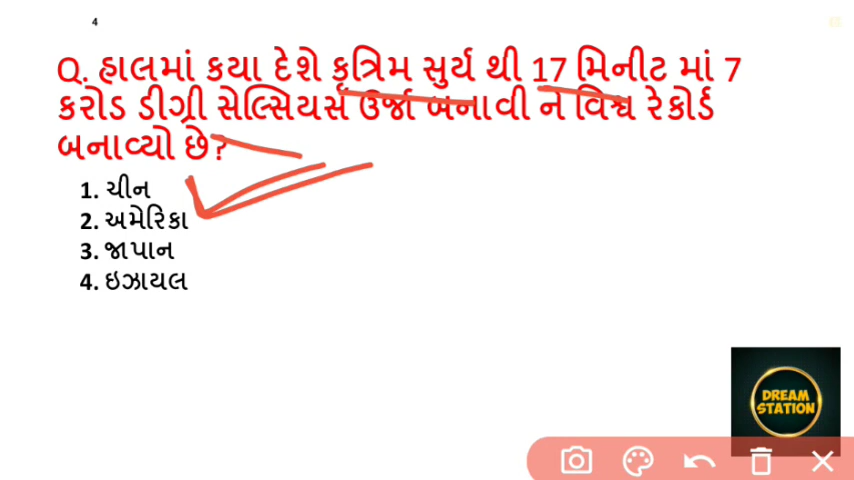 4
Q. હાલમાં કયા દેશે કૃત્રિમ સુર્ય થી 17 મિનીટ માં 7
કરોડ ડીગ્રી સેલ્સિયસ ઉર્જા બનાવી ને વિશ્વ રેકોર્ડ
બનાવ્યો છે?
1. ચીન
2. અમેરિકા
3. જાપાન
4. ઇઝાયલ
DREAM
STATION